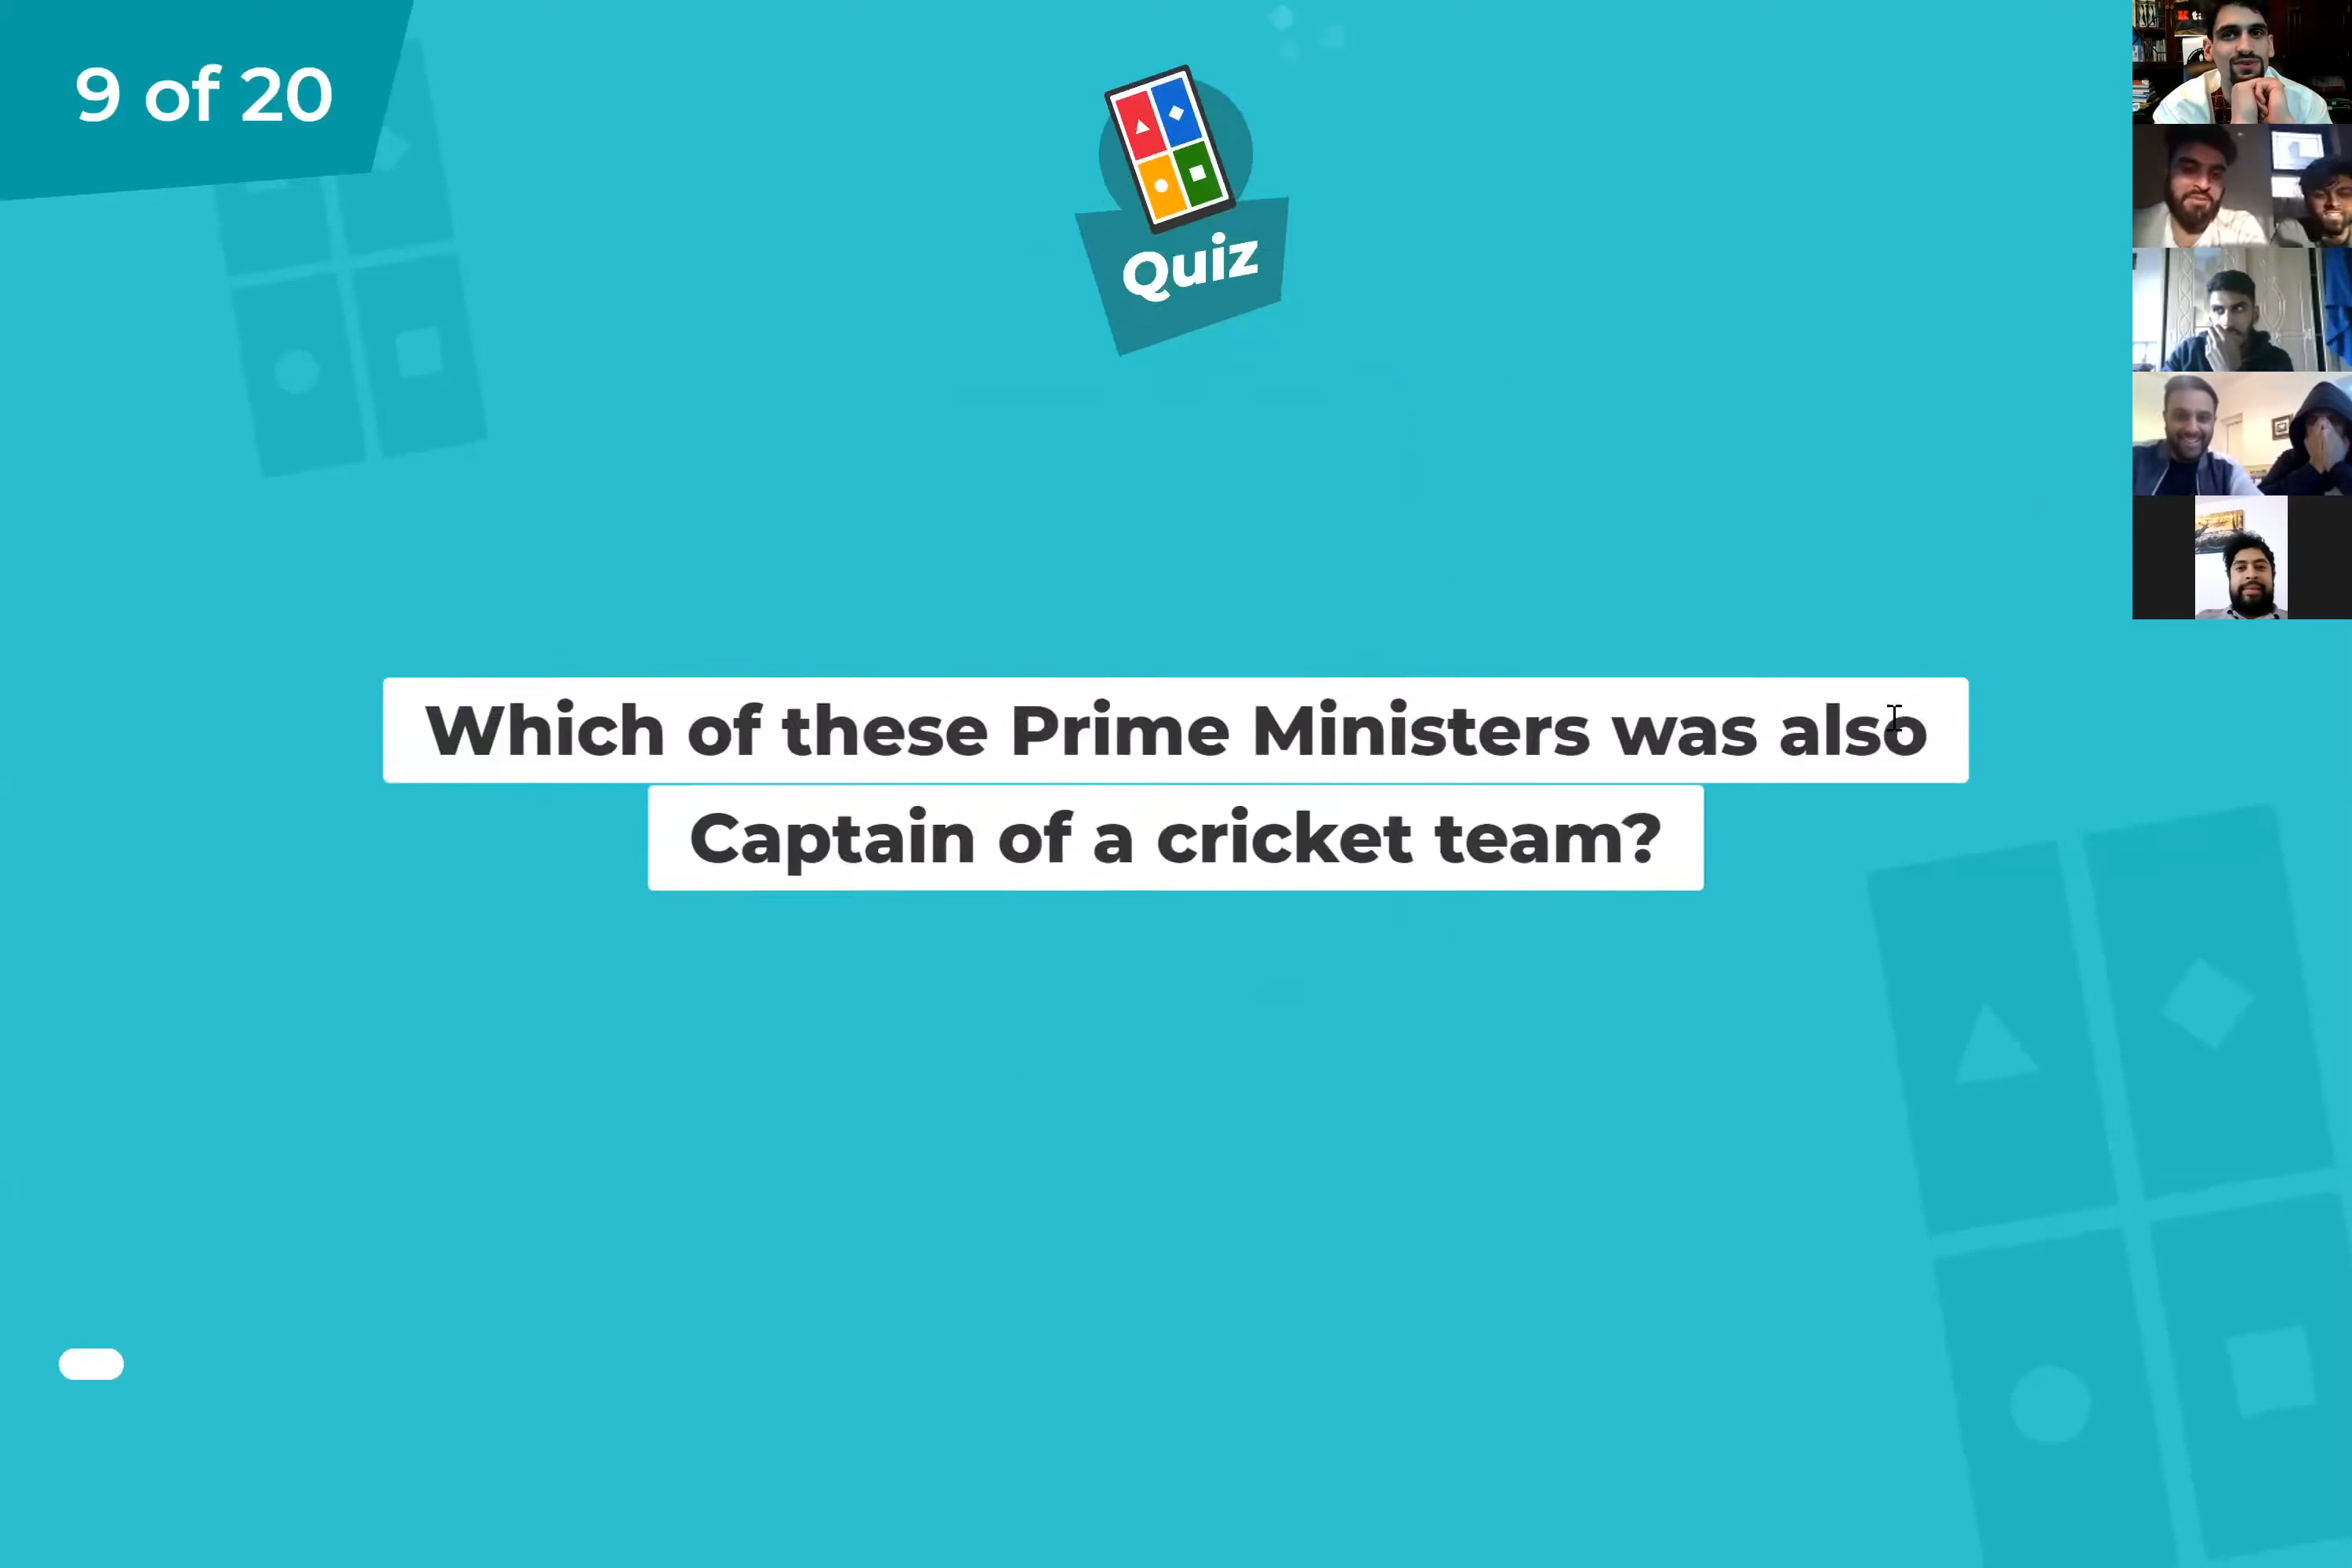 9 of 20
Quiz
Which of these Prime Ministers was also
Captain of a cricket team?